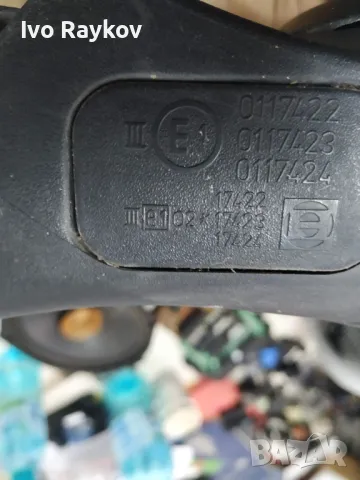 Ivo Raykov
III E1 0117422
0117423
0117424
17422
III e1 02* 17423
17424
BAZAR